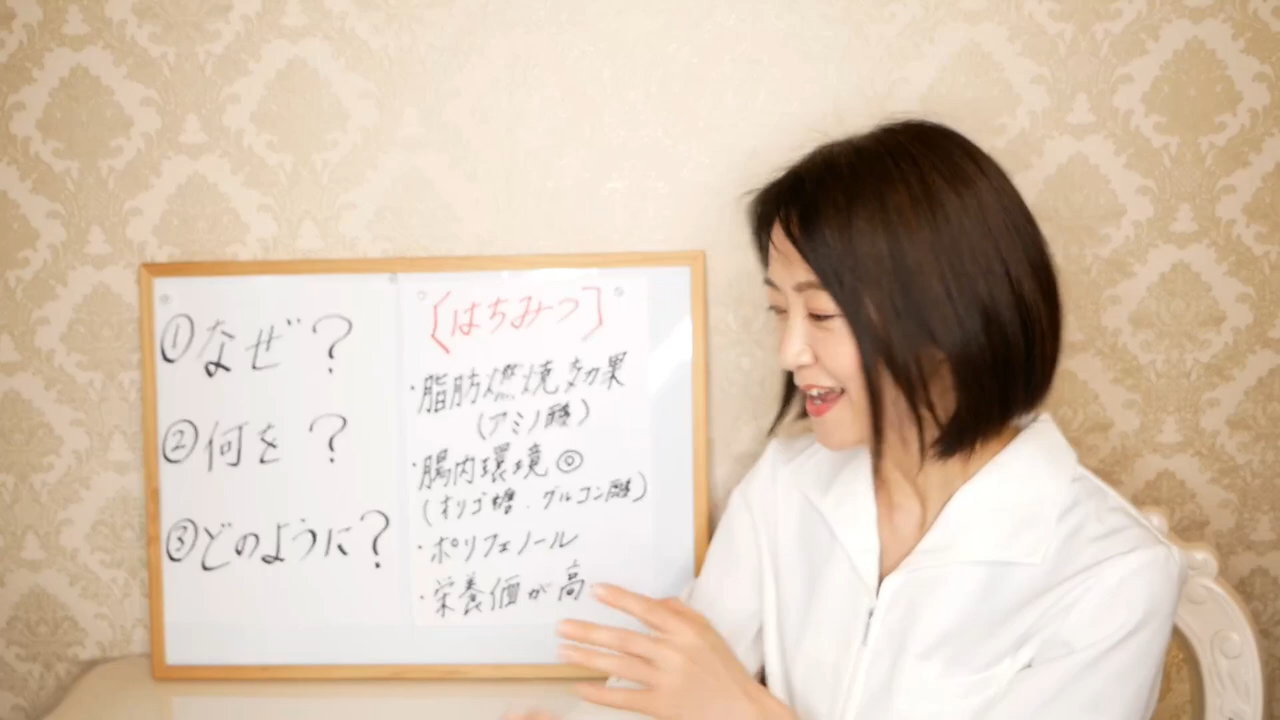 ①なぜ?
②何を?
③どのように?
[はちみつ]
・脂肪燃焼効果
(アミノ酸)
・腸内環境◎
(オリゴ糖．グルコン酸)
・ポリフェノール
・栄養価が高